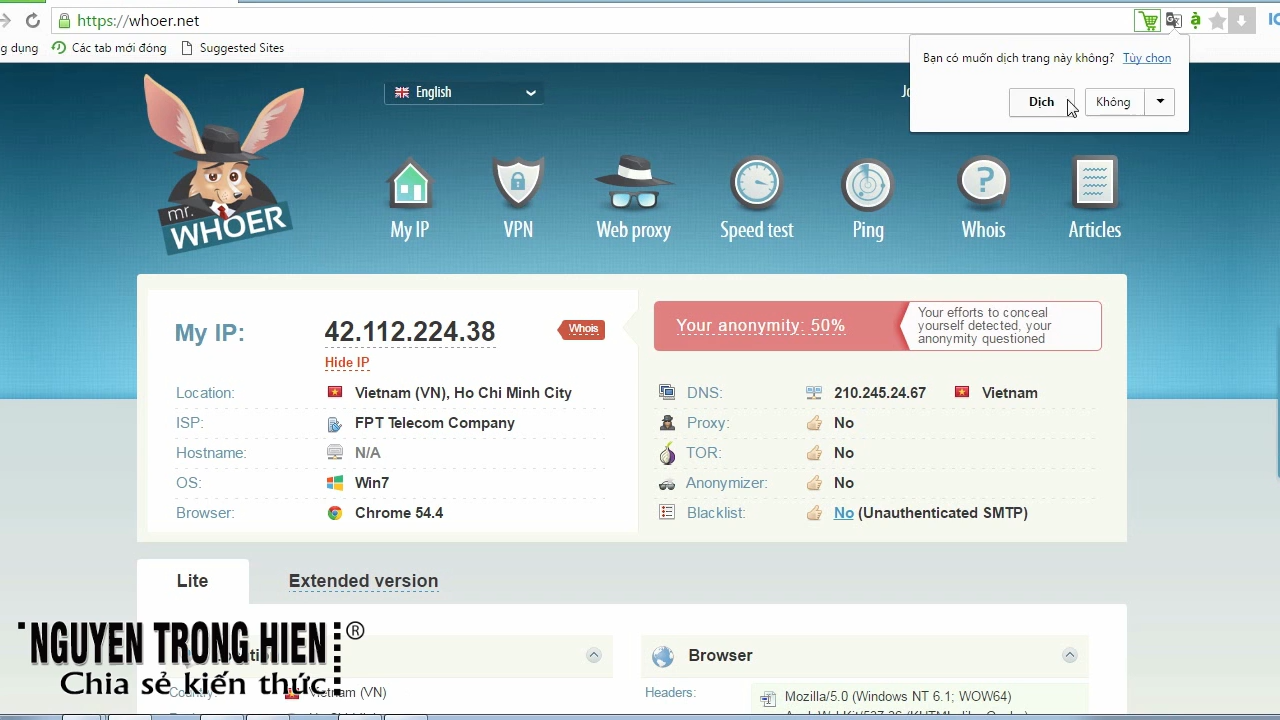 https://whoer.net
g dụng
Các tab mới đóng
Suggested Sites
Bạn có muốn dịch trang này không? Tùy chọn
Dịch
Không
English
Jo
mr.
WHOER
My IP
VPN
Web proxy
Speed test
Ping
Whois
Articles
My IP:
42.112.224.38
Whois
Hide IP
Location:
Vietnam (VN), Ho Chi Minh City
ISP:
FPT Telecom Company
Hostname:
N/A
OS:
Win7
Browser:
Chrome 54.4
Your anonymity: 50%
Your efforts to conceal
yourself detected, your
anonymity questioned
DNS:
210.245.24.67
Vietnam
Proxy:
No
TOR:
No
Anonymizer:
No
Blacklist:
No (Unauthenticated SMTP)
Lite
Extended version
NGUYEN TRONG HIEN ®
Chia sẻ kiến thức
Vietnam (VN)
Browser
Headers:
Mozilla/5.0 (Windows NT 6.1; WOW64)